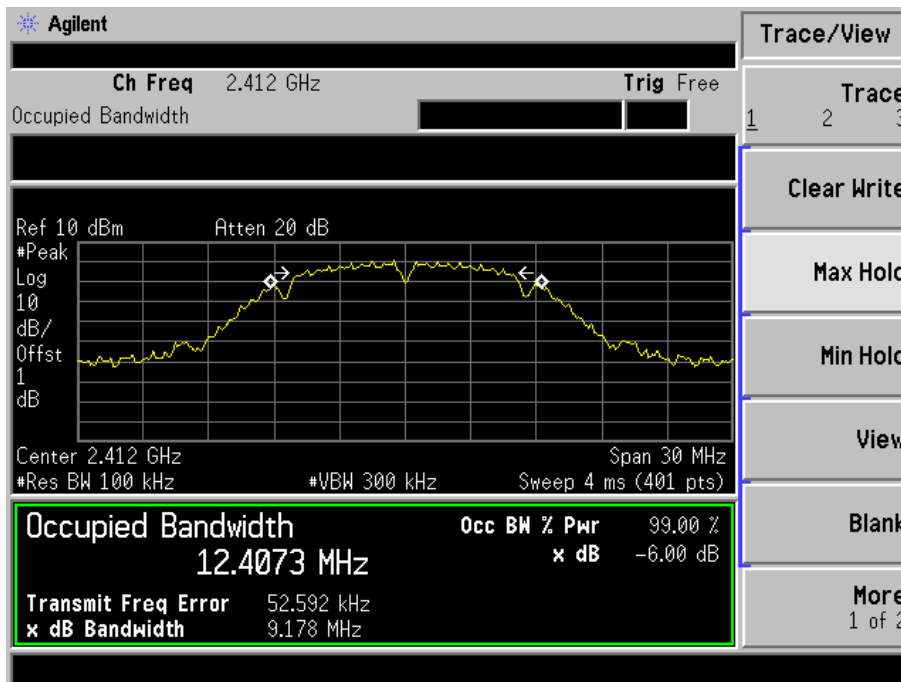 Agilent
Trace/View
Ch Freq 2.412 GHz Trig Free
Occupied Bandwidth
Trace
1 2 3
Clear Write
Max Hold
Min Hold
View
Blank
More
1 of 2
Ref 10 dBm Atten 20 dB
#Peak
Log
10
dB/
Offst
1
dB
Center 2.412 GHz Span 30 MHz
#Res BW 100 kHz #VBW 300 kHz Sweep 4 ms (401 pts)
Occupied Bandwidth Occ BW % Pwr 99.00 %
12.4073 MHz x dB -6.00 dB
Transmit Freq Error 52.592 kHz
x dB Bandwidth 9.178 MHz